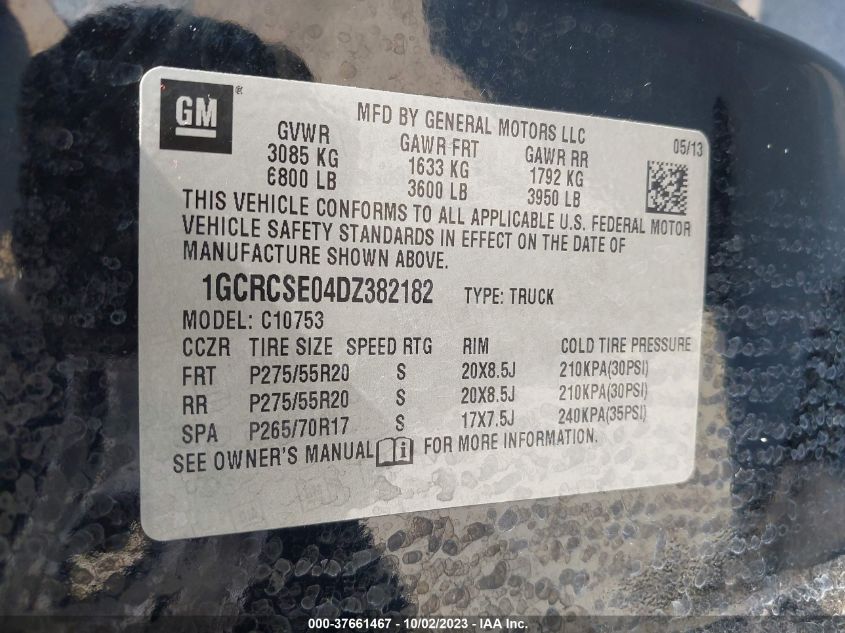 GM ®
MFD BY GENERAL MOTORS LLC
05/13
GVWR GAWR FRT GAWR RR
3085 KG 1633 KG 1792 KG
6800 LB 3600 LB 3950 LB
THIS VEHICLE CONFORMS TO ALL APPLICABLE U.S. FEDERAL MOTOR
VEHICLE SAFETY STANDARDS IN EFFECT ON THE DATE OF
MANUFACTURE SHOWN ABOVE.
1GCRCSE04DZ382182 TYPE: TRUCK
MODEL: C10753
CCZR TIRE SIZE SPEED RTG RIM COLD TIRE PRESSURE
FRT P275/55R20 S 20X8.5J 210KPA(30PSI)
RR P275/55R20 S 20X8.5J 210KPA(30PSI)
SPA P265/70R17 S 17X7.5J 240KPA(35PSI)
SEE OWNER'S MANUAL FOR MORE INFORMATION.
000-37661467 - 10/02/2023 - IAA Inc.